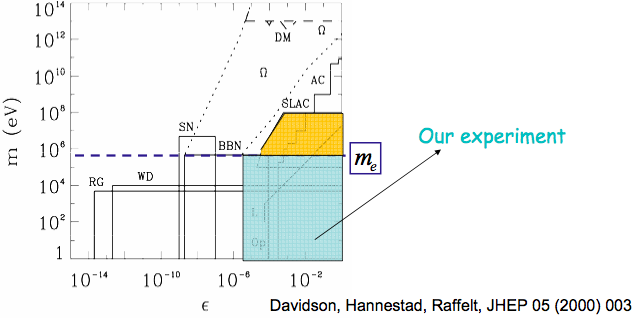 10^14
Ω
DM
10^12
Ω
10^10
AC
m (eV)
10^8
SLAC
SN
BBN
Our experiment
10^6
m_e
10^4
RG
WD
10^2
Op
1
10^-14
10^-10
10^-6
10^-2
ϵ
Davidson, Hannestad, Raffelt, JHEP 05 (2000) 003